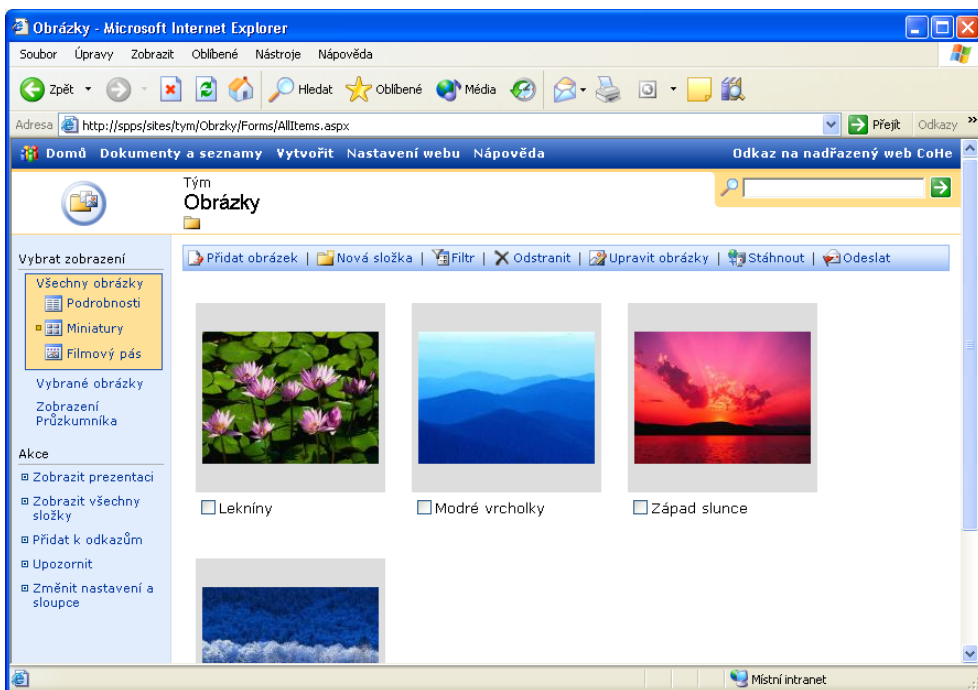 Obrázky - Microsoft Internet Explorer
Soubor Úpravy Zobrazit Oblíbené Nástroje Nápověda
Zpět Hledat Oblíbené Média
Adresa http://spps/sites/tym/Obrzky/Forms/AllItems.aspx Přejít Odkazy »
Domů Dokumenty a seznamy Vytvořit Nastavení webu Nápověda Odkaz na nadřazený web CoHe
Tým
Obrázky
Vybrat zobrazení
Všechny obrázky
Podrobnosti
Miniatury
Filmový pás
Vybrané obrázky
Zobrazení
Průzkumníka
Akce
Zobrazit prezentaci
Zobrazit všechny
složky
Přidat k odkazům
Upozornit
Změnit nastavení a
sloupce
Přidat obrázek | Nová složka | Filtr | Odstranit | Upravit obrázky | Stáhnout | Odeslat
Lekníny Modré vrcholky Západ slunce
Místní intranet